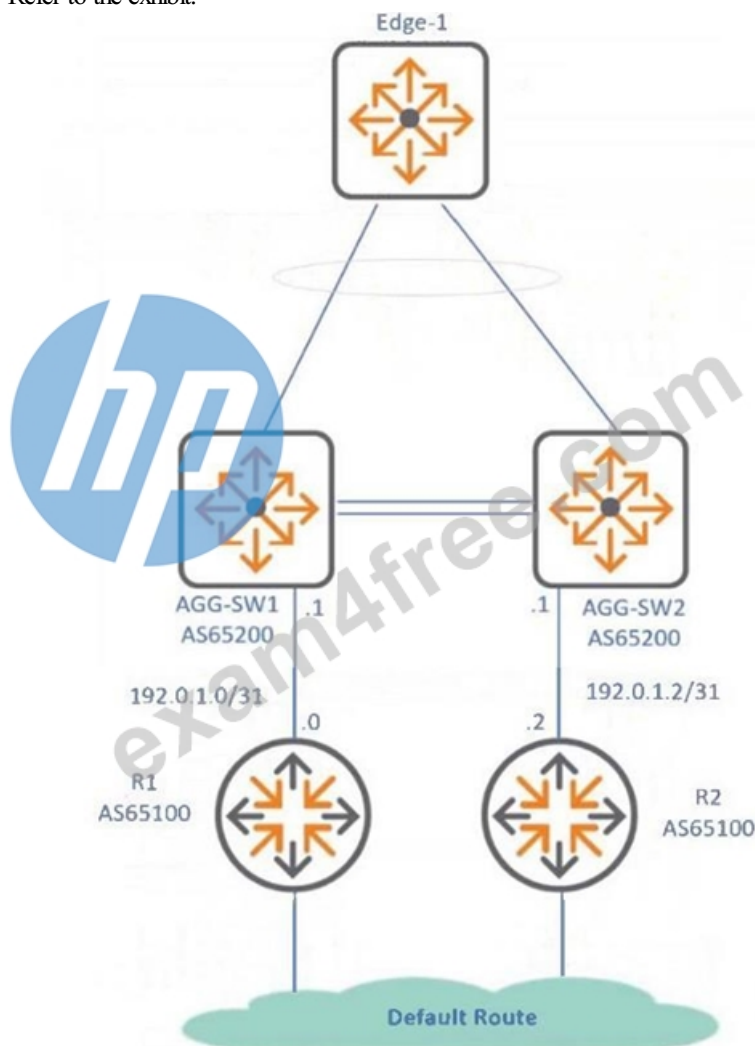 Refer to the exhibit.
Edge-1
hp
exam4free.com
AGG-SW1
AS65200
.1
.1
AGG-SW2
AS65200
192.0.1.0/31
192.0.1.2/31
.0
.2
R1
AS65100
R2
AS65100
Default Route